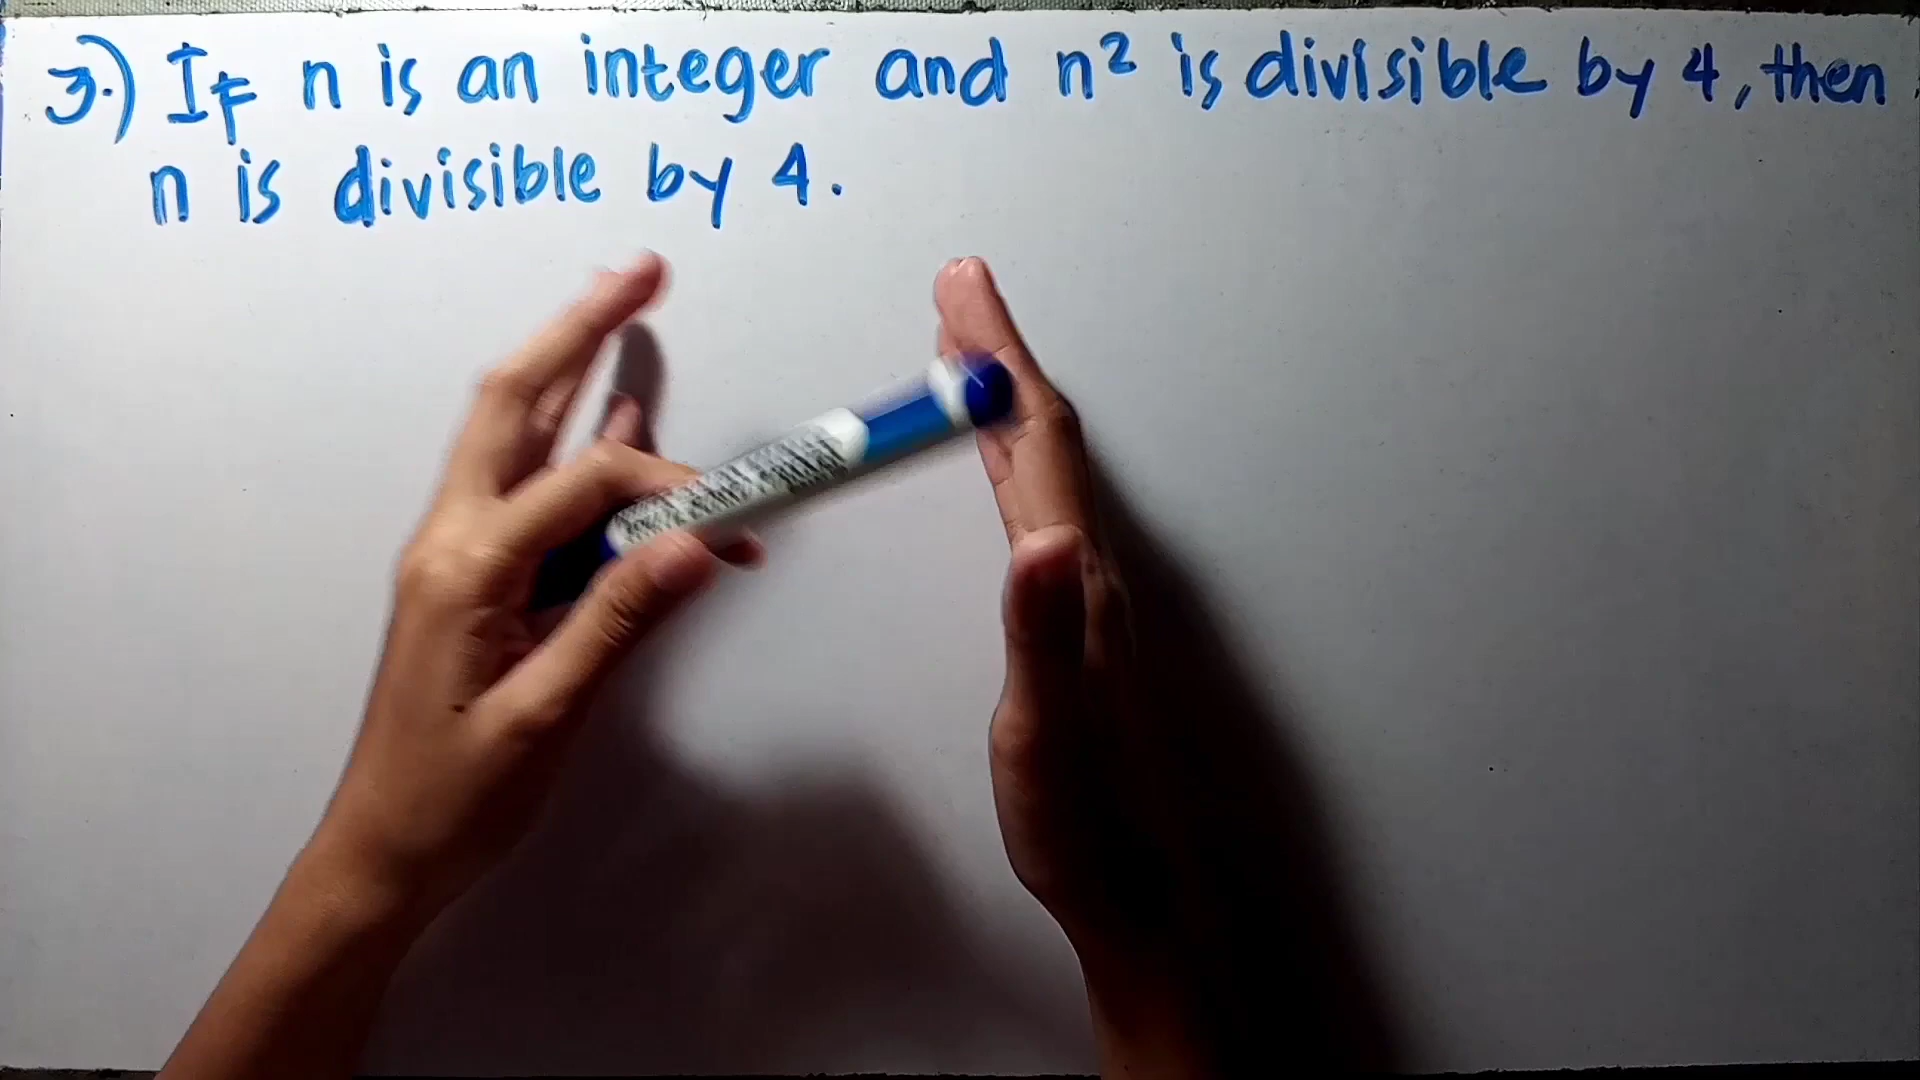 3.) If n is an integer and n² is divisible by 4, then
n is divisible by 4.